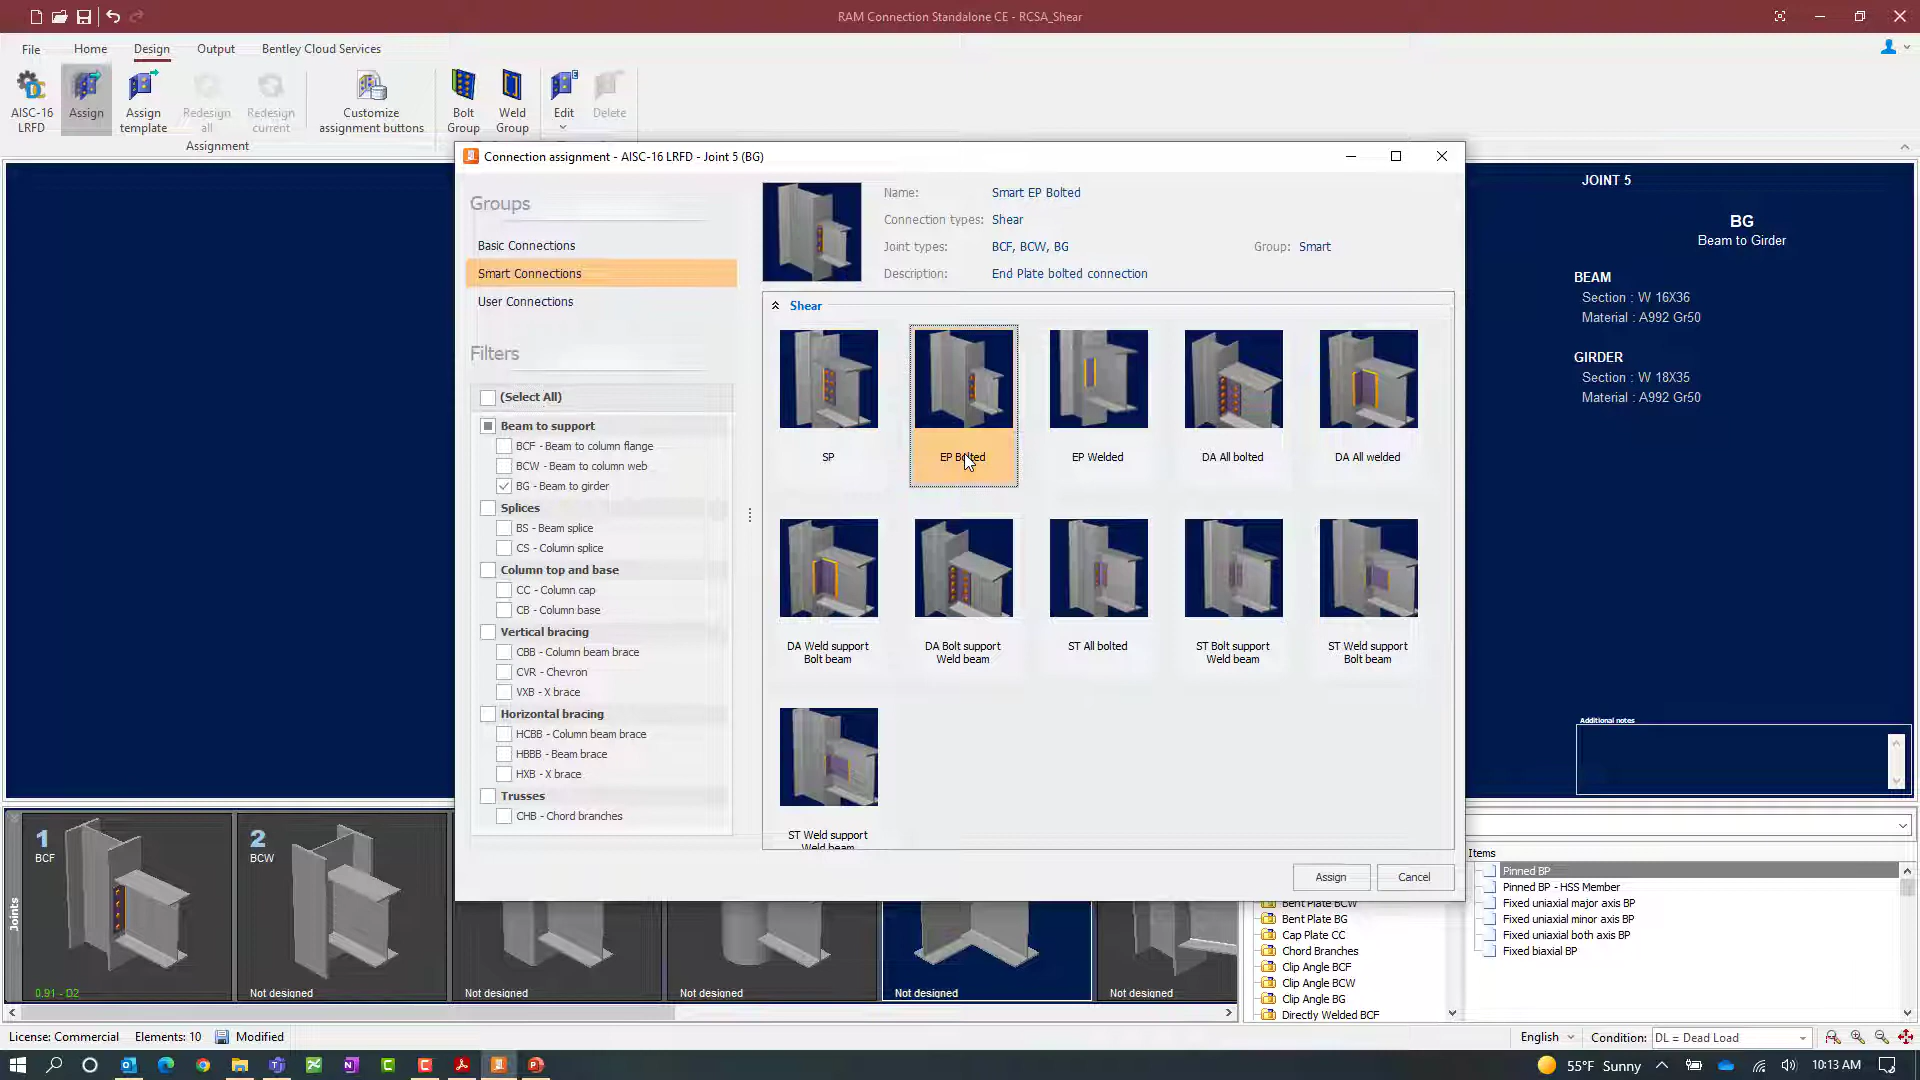 RAM Connection Standalone CE - RCSA_Shear
File
Home
Design
Output
Bentley Cloud Services
AISC-16
LRFD
Assign
Assign
template
Redesign
all
Redesign
current
Customize
assignment buttons
Bolt
Group
Weld
Group
Edit
Delete
Assignment
Connection assignment - AISC-16 LRFD - Joint 5 (BG)
Groups
Basic Connections
Smart Connections
User Connections
Filters
(Select All)
Beam to support
BCF - Beam to column flange
BCW - Beam to column web
BG - Beam to girder
Splices
BS - Beam splice
CS - Column splice
Column top and base
CC - Column cap
CB - Column base
Vertical bracing
CBB - Column beam brace
CVR - Chevron
VXB - X brace
Horizontal bracing
HCBB - Column beam brace
HBBB - Beam brace
HXB - X brace
Trusses
CHB - Chord branches
Name: Smart EP Bolted
Connection types: Shear
Joint types: BCF, BCW, BG
Group: Smart
Description: End Plate bolted connection
Shear
SP
EP Bolted
EP Welded
DA All bolted
DA All welded
DA Weld support
Bolt beam
DA Bolt support
Weld beam
ST All bolted
ST Bolt support
Weld beam
ST Weld support
Bolt beam
ST Weld support
Weld beam
Assign
Cancel
JOINT 5
BG
Beam to Girder
BEAM
Section : W 16X36
Material : A992 Gr50
GIRDER
Section : W 18X35
Material : A992 Gr50
Additional notes
Joints
1
BCF
0.91 - D2
2
BCW
Not designed
Not designed
Not designed
Not designed
Not designed
Bent Plate BCW
Bent Plate BG
Cap Plate CC
Chord Branches
Clip Angle BCF
Clip Angle BCW
Clip Angle BG
Directly Welded BCF
Items
Pinned BP
Pinned BP - HSS Member
Fixed uniaxial major axis BP
Fixed uniaxial minor axis BP
Fixed uniaxial both axis BP
Fixed biaxial BP
License: Commercial
Elements: 10
Modified
English
Condition: DL = Dead Load
55°F Sunny
10:13 AM